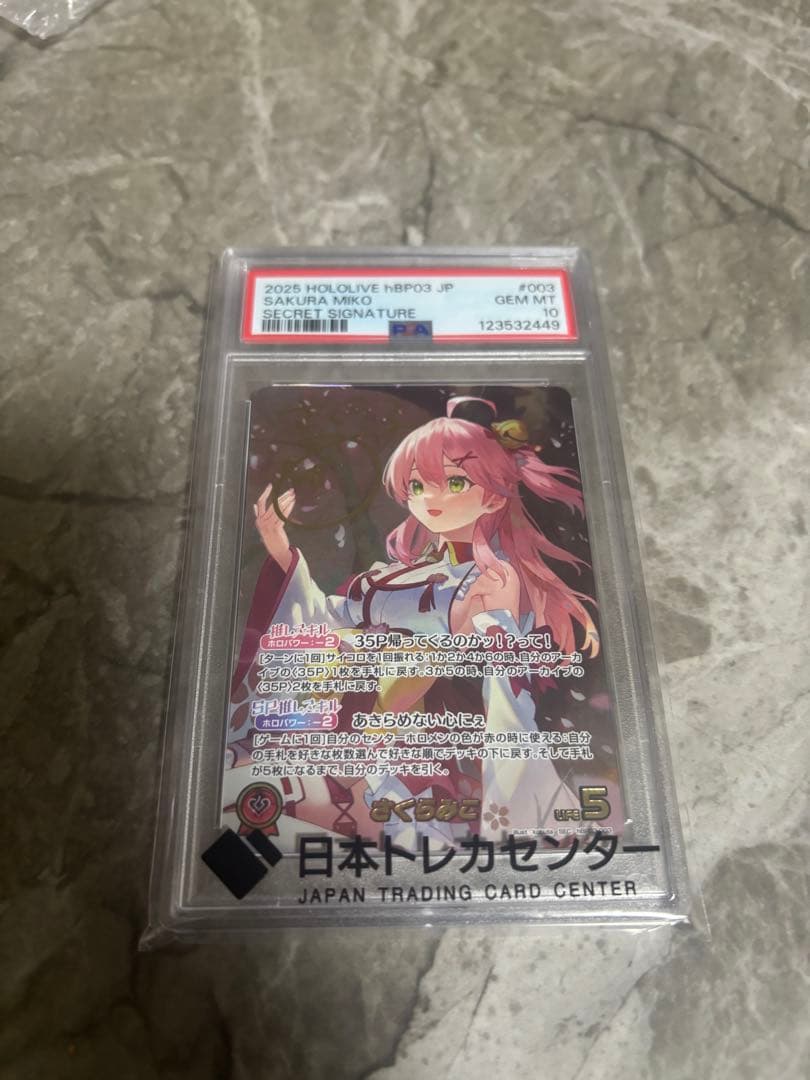 2025 HOLOLIVE hBP03 JP #003
SAKURA MIKO GEM MT
SECRET SIGNATURE 10
PSA 123532449
推しスキル
ホロパワー：－2 35P帰ってくるのかッ！？って！
[ターンに1回]サイコロを1回振れる：1か2か4か6の時、自分のアーカ
イブの〈35P〉1枚を手札に戻す。3か5の時、自分のアーカイブの
〈35P〉2枚を手札に戻す。
SP推しスキル
ホロパワー：－2 あきらめない心にぇ
[ゲームに1回]自分のセンターホロメンの色が赤の時に使える：自分
の手札を好きな枚数選んで好きな順でデッキの下に戻す。そして手札
が5枚になるまで、自分のデッキを引く。
さくらみこ LIFE 5
日本トレカセンター
JAPAN TRADING CARD CENTER